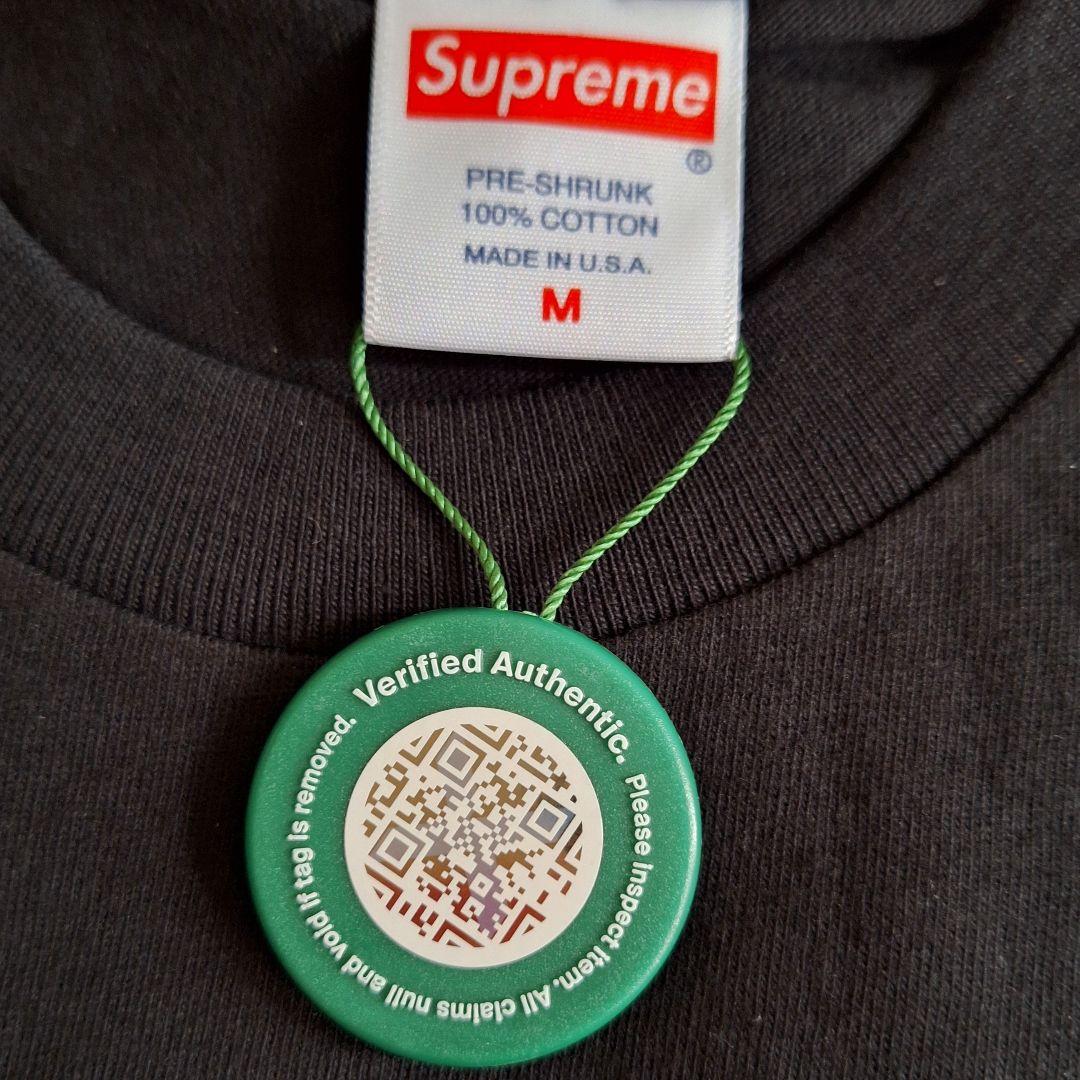 Supreme
®
PRE-SHRUNK
100% COTTON
MADE IN U.S.A.
M
Verified Authentic.
Please inspect item. All claims null and void if tag is removed.